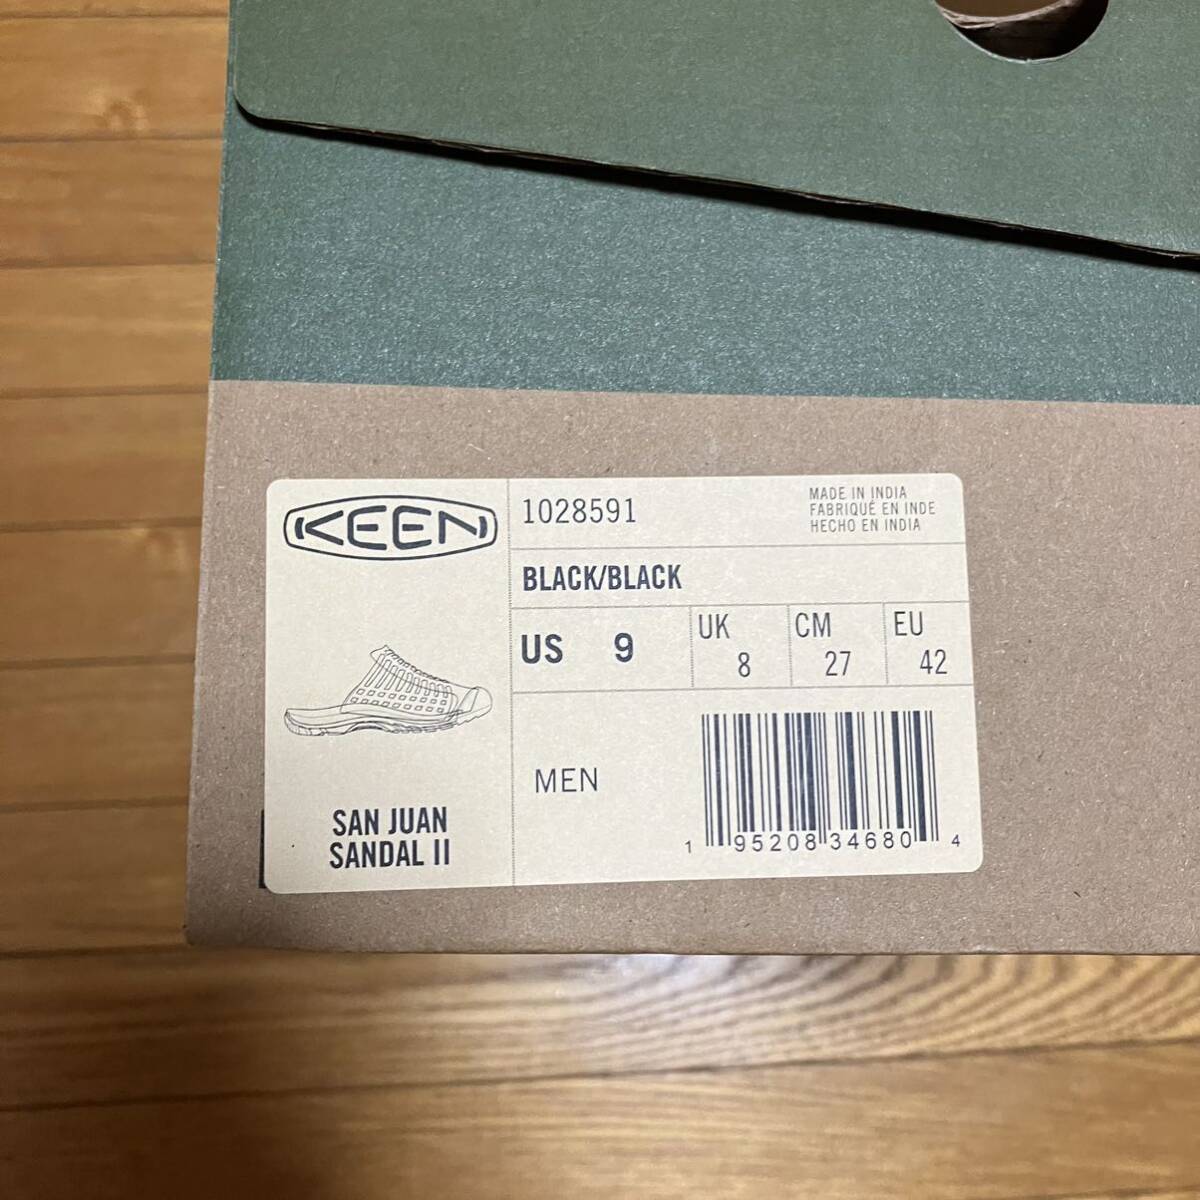 KEEN
1028591
MADE IN INDIA
FABRIQUÉ EN INDE
HECHO EN INDIA
BLACK/BLACK
US 9
UK 8
CM 27
EU 42
MEN
SAN JUAN
SANDAL II
1 95208 34680 4